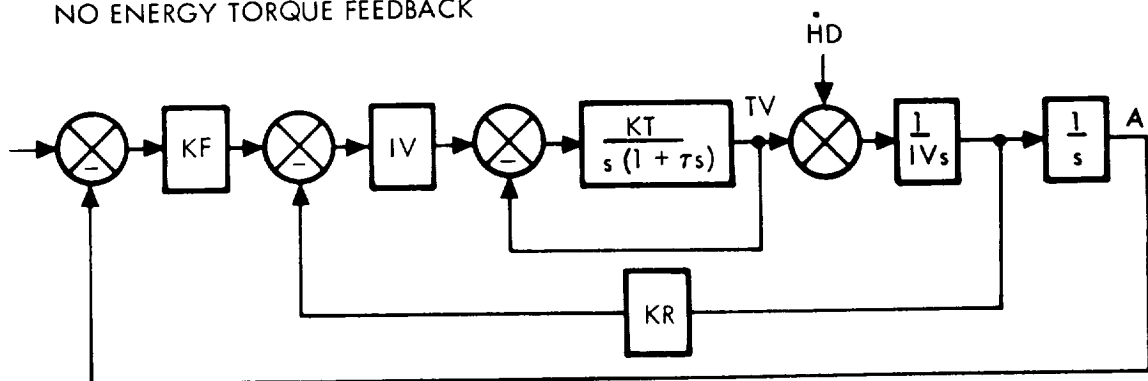 NO ENERGY TORQUE FEEDBACK
ḢD
KF
IV
KT
s (1 + τs)
TV
1
IVs
1
s
A
KR